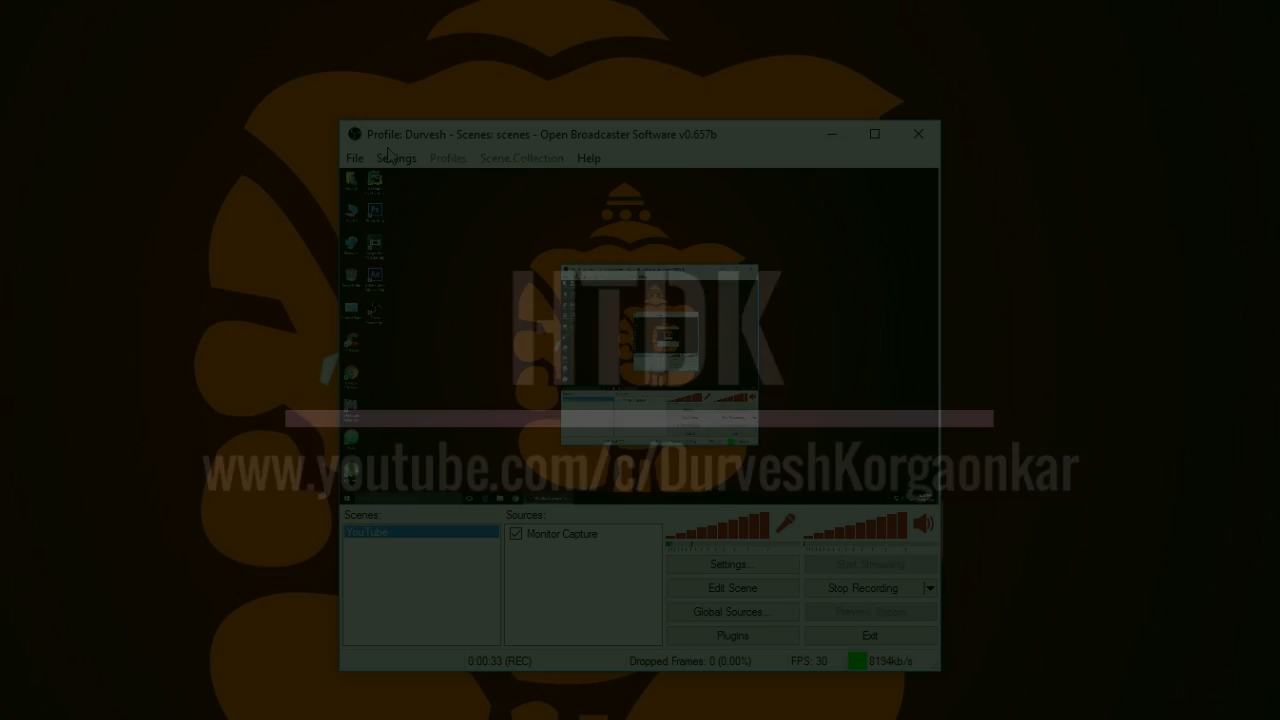 Profile: Durvesh - Scenes: scenes - Open Broadcaster Software v0.657b
File Settings Profiles Scene Collection Help
HTDK
www.youtube.com/c/DurveshKorgaonkar
Scenes:
Sources:
YouTube
Monitor Capture
Settings...
Start Streaming
Edit Scene
Stop Recording
Global Sources...
Preview Stream
Plugins
Exit
0:00:33 (REC)
Dropped Frames: 0 (0.00%)
FPS: 30
8194kb/s